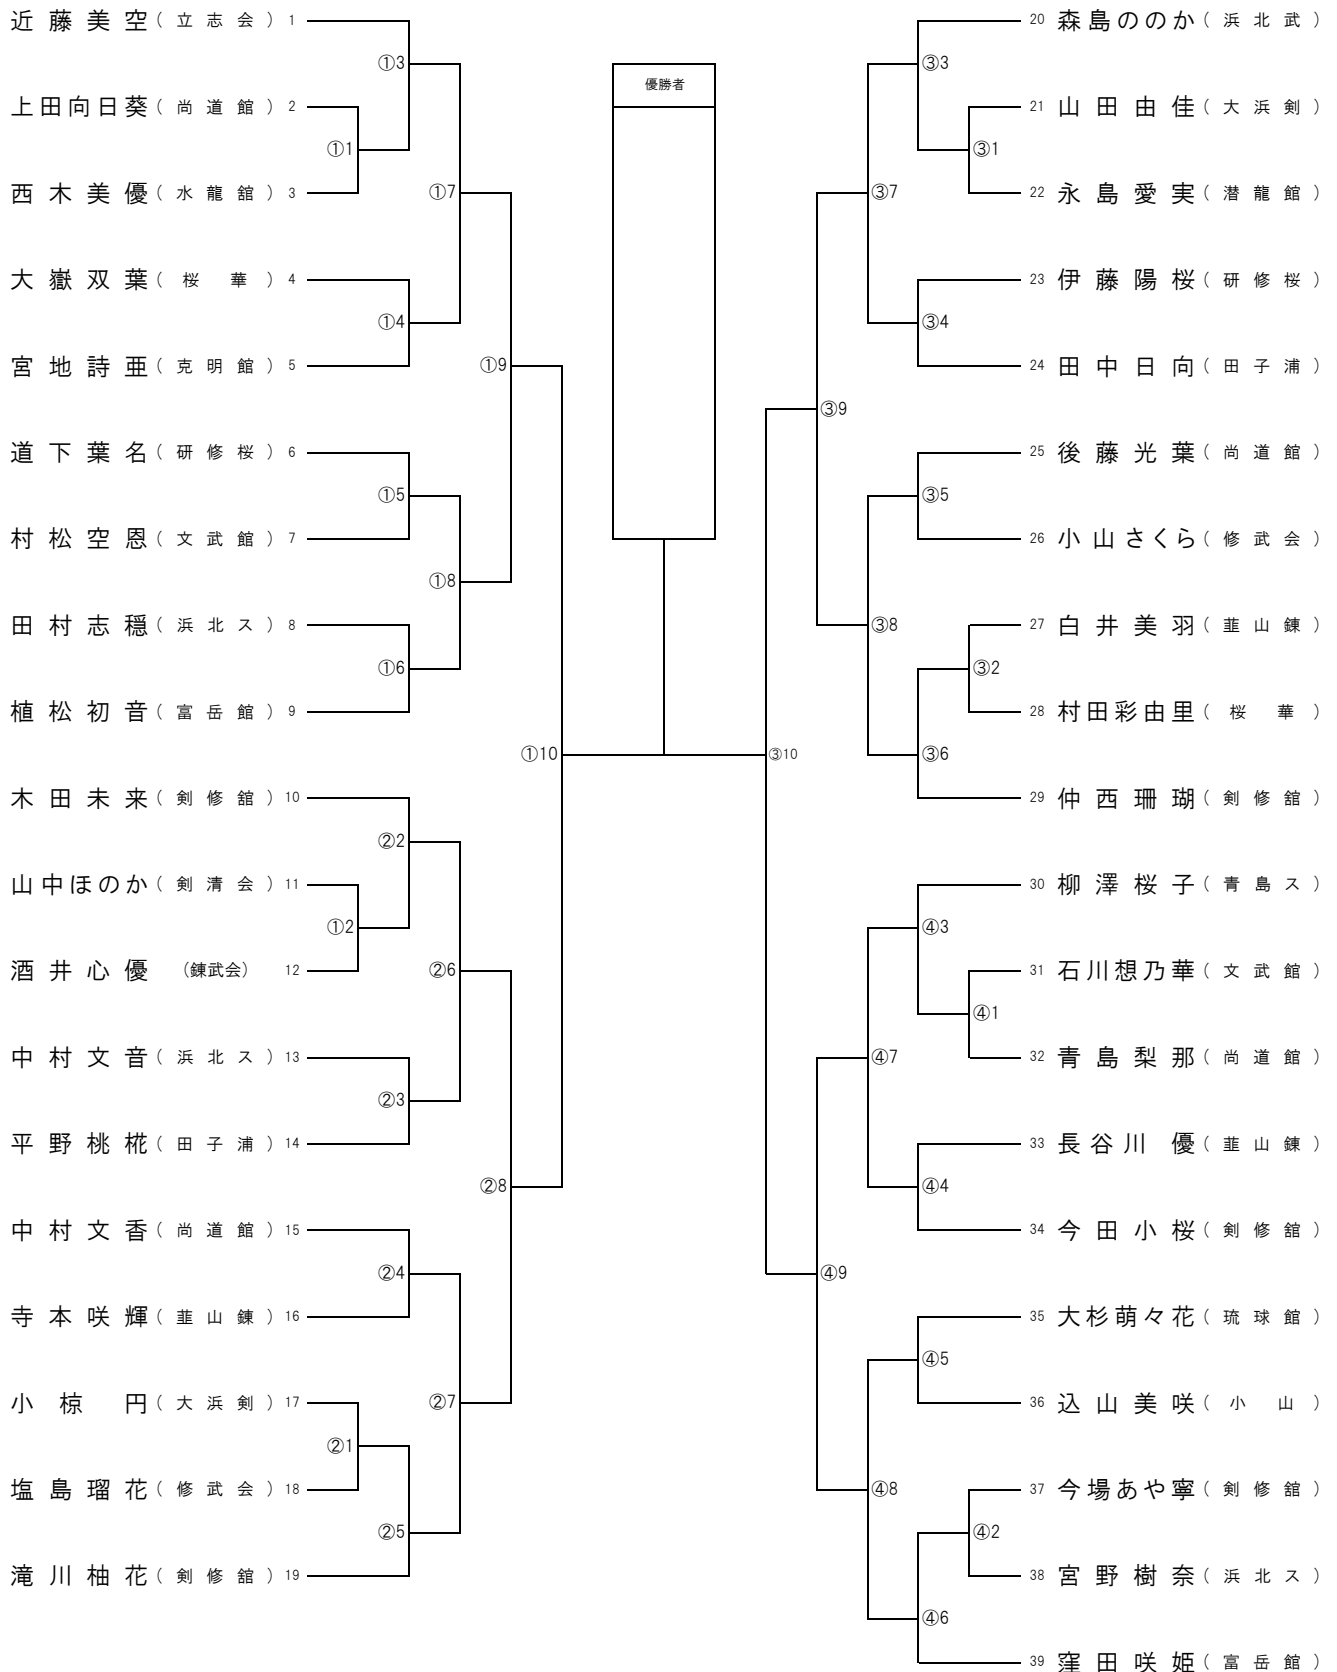 近藤美空（立志会）1
①3
上田向日葵（尚道館）2
①1
西木美優（水龍舘）3
①7
大嶽双葉（桜華）4
①4
宮地詩亜（克明館）5
①9
道下葉名（研修桜）6
①5
村松空恩（文武館）7
①8
田村志穏（浜北ス）8
①6
植松初音（富岳館）9
①10
木田未来（剣修舘）10
②2
山中ほのか（剣清会）11
①2
酒井心優（錬武会）12
②6
中村文音（浜北ス）13
②3
平野桃椛（田子浦）14
②8
中村文香（尚道館）15
②4
寺本咲輝（韮山錬）16
②7
小椋円（大浜剣）17
②1
塩島瑠花（修武会）18
②5
滝川柚花（剣修舘）19
優勝者
20 森島ののか（浜北武）
③3
21 山田由佳（大浜剣）
③1
22 永島愛実（潜龍館）
③7
23 伊藤陽桜（研修桜）
③4
24 田中日向（田子浦）
③9
25 後藤光葉（尚道館）
③5
26 小山さくら（修武会）
③8
27 白井美羽（韮山錬）
③2
28 村田彩由里（桜華）
③6
③10
29 仲西珊瑚（剣修舘）
30 柳澤桜子（青島ス）
④3
31 石川想乃華（文武館）
④1
32 青島梨那（尚道館）
④7
33 長谷川優（韮山錬）
④4
34 今田小桜（剣修舘）
④9
35 大杉萌々花（琉球館）
④5
36 込山美咲（小山）
④8
37 今場あや寧（剣修舘）
④2
38 宮野樹奈（浜北ス）
④6
39 窪田咲姫（富岳館）